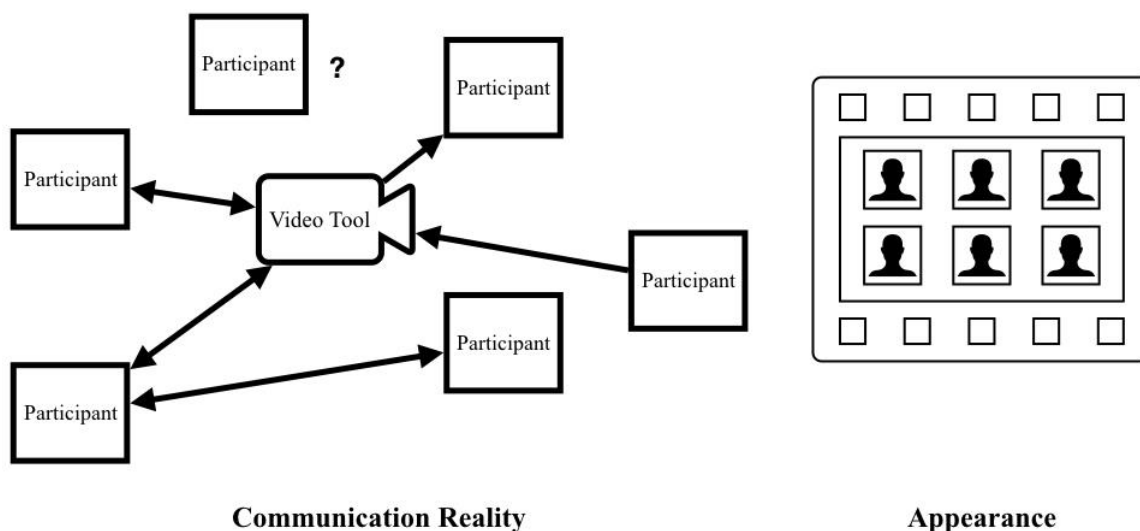 Participant
?
Participant
Participant
Video Tool
Participant
Participant
Participant
Communication Reality
Appearance